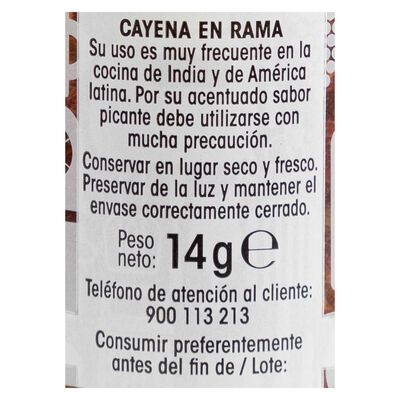 CAYENA EN RAMA
Su uso es muy frecuente en la
cocina de India y de América
latina. Por su acentuado sabor
picante debe utilizarse con
mucha precaución.
Conservar en lugar seco y fresco.
Preservar de la luz y mantener el
envase correctamente cerrado.
Peso
neto: 14g℮
Teléfono de atención al cliente:
900 113 213
Consumir preferentemente
antes del fin de / Lote: